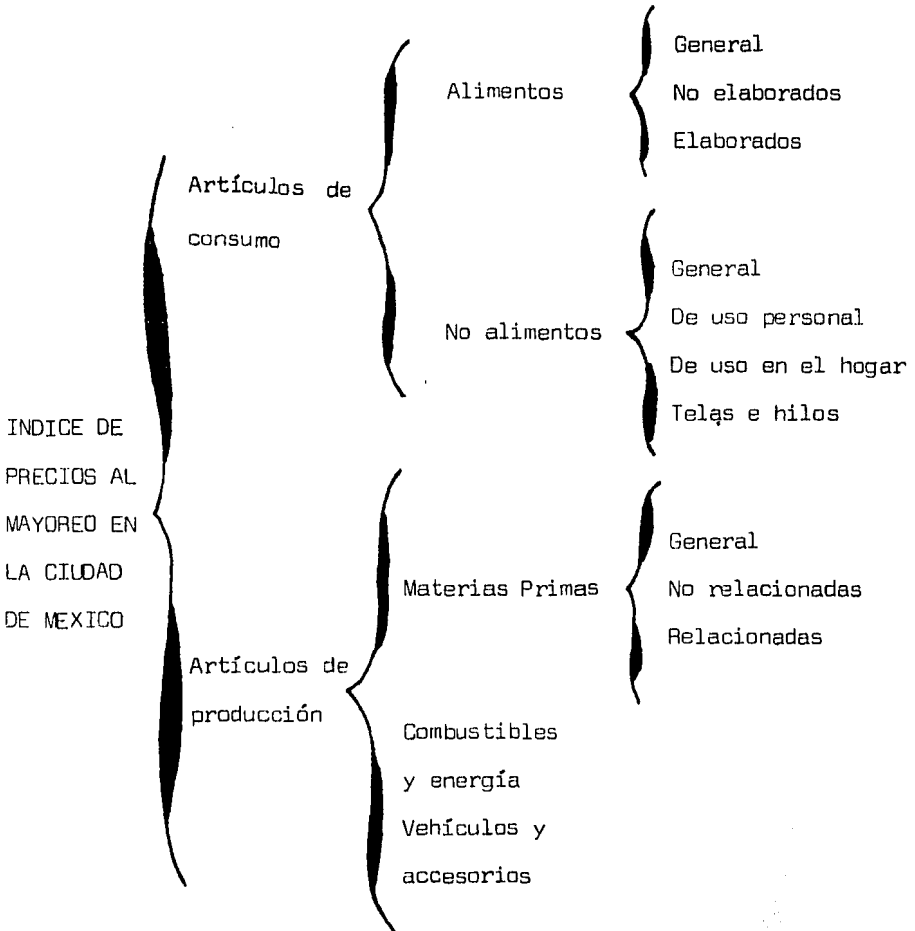 INDICE DE
PRECIOS AL
MAYOREO EN
LA CIUDAD
DE MEXICO
Artículos de
consumo
Alimentos
General
No elaborados
Elaborados
No alimentos
General
De uso personal
De uso en el hogar
Telas e hilos
Artículos de
producción
Materias Primas
General
No relacionadas
Relacionadas
Combustibles
y energía
Vehículos y
accesorios